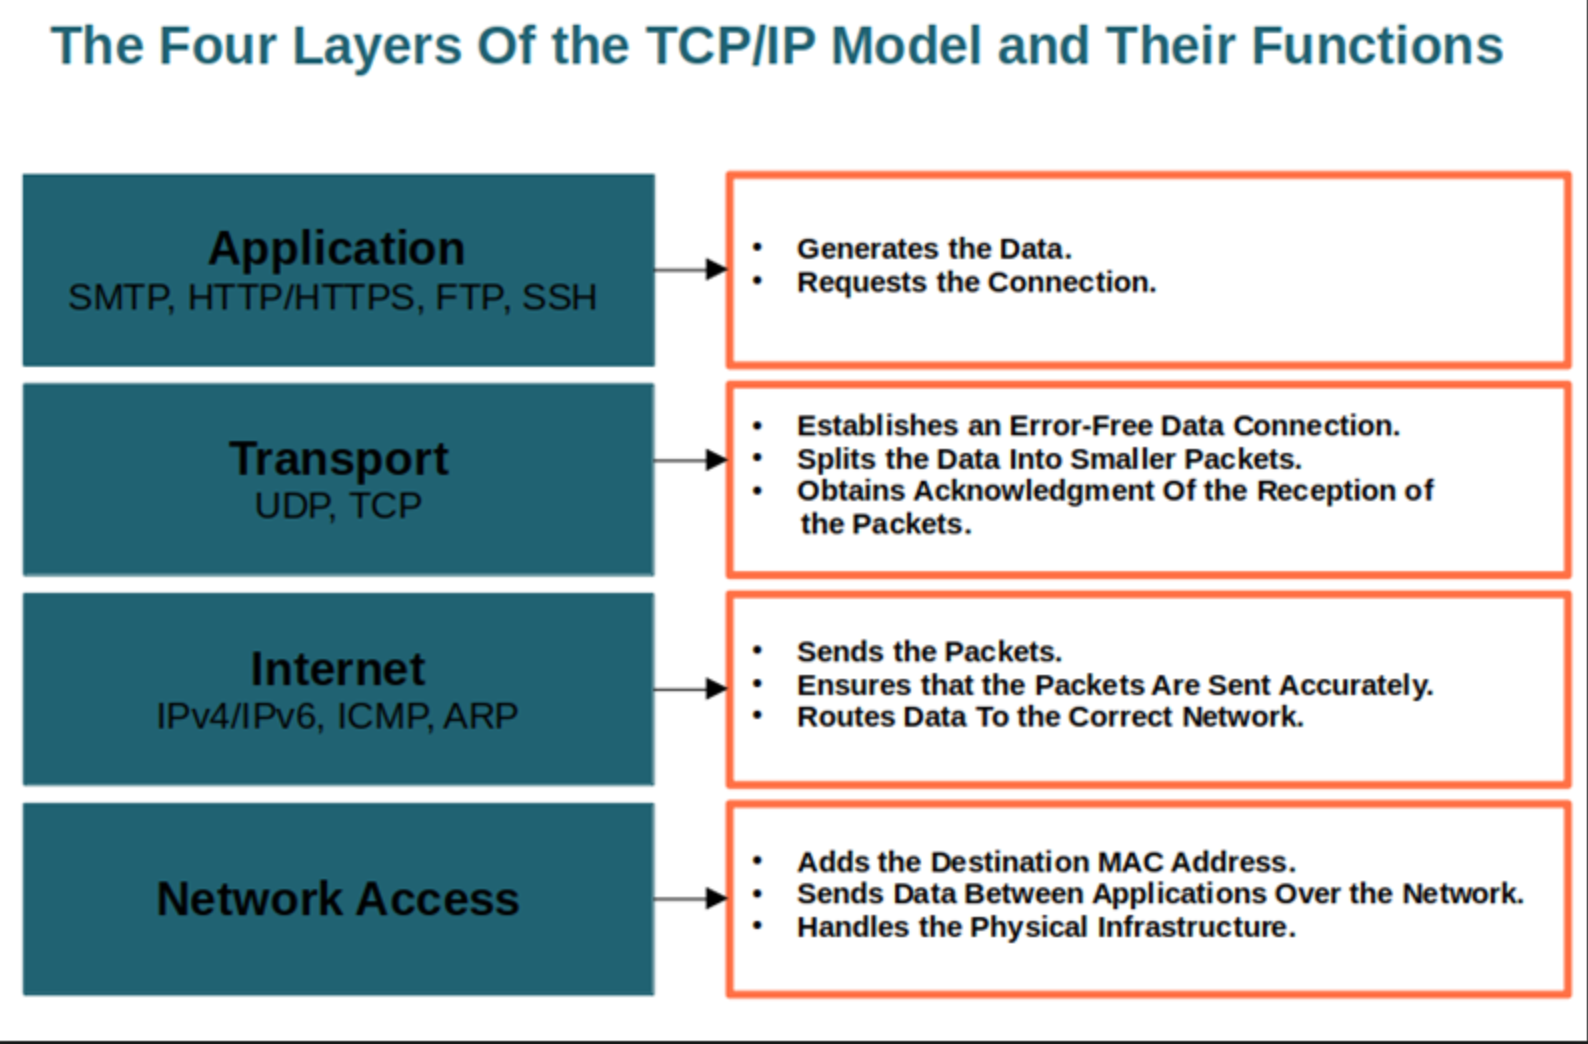 The Four Layers Of the TCP/IP Model and Their Functions
Application
SMTP, HTTP/HTTPS, FTP, SSH
• Generates the Data.
• Requests the Connection.
Transport
UDP, TCP
• Establishes an Error-Free Data Connection.
• Splits the Data Into Smaller Packets.
• Obtains Acknowledgment Of the Reception of
the Packets.
Internet
IPv4/IPv6, ICMP, ARP
• Sends the Packets.
• Ensures that the Packets Are Sent Accurately.
• Routes Data To the Correct Network.
Network Access
• Adds the Destination MAC Address.
• Sends Data Between Applications Over the Network.
• Handles the Physical Infrastructure.